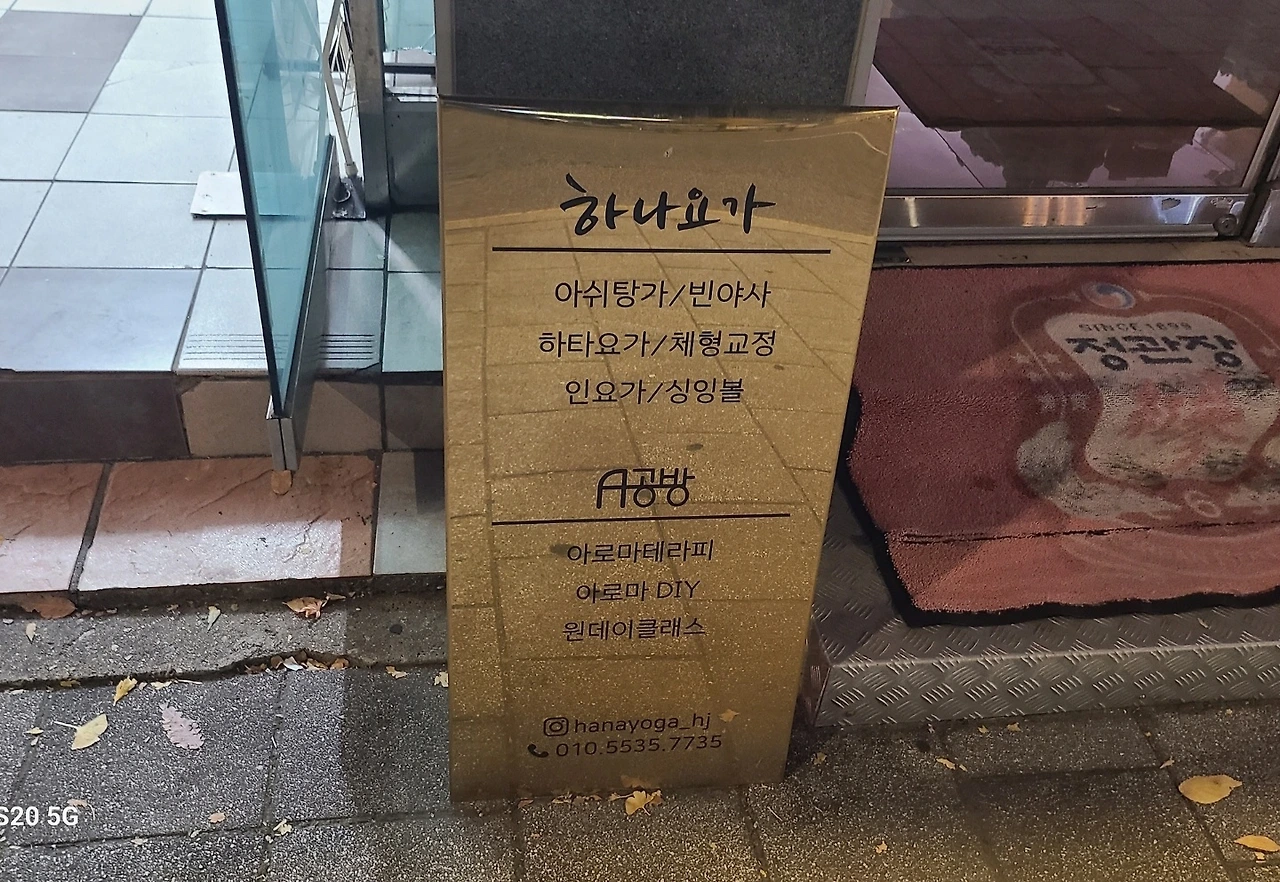 하나요가
아쉬탕가/빈야사
하타요가/체형교정
인요가/싱잉볼
A공방
아로마테라피
아로마 DIY
원데이클래스
hanayoga_hj
010.5535.7735
SINCE 1899
정관장
S20 5G